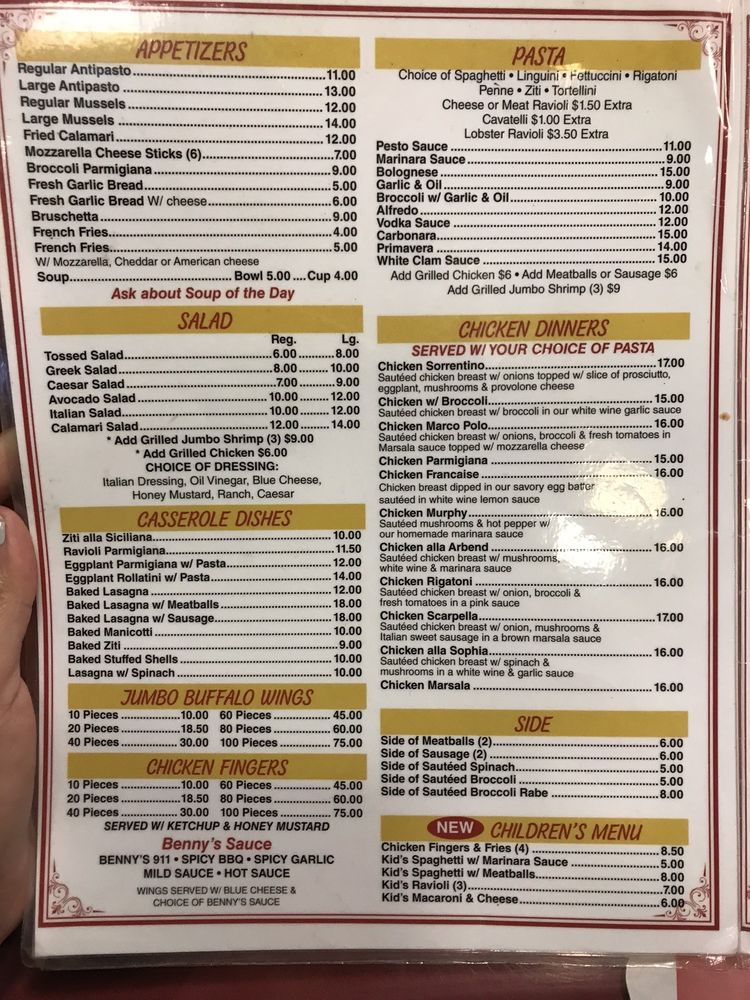 APPETIZERS
Regular Antipasto 11.00
Large Antipasto 13.00
Regular Mussels 12.00
Large Mussels 14.00
Fried Calamari 12.00
Mozzarella Cheese Sticks (6) 7.00
Broccoli Parmigiana 9.00
Fresh Garlic Bread 5.00
Fresh Garlic Bread W/ cheese 6.00
Bruschetta 9.00
French Fries 4.00
French Fries 5.00
W/ Mozzarella, Cheddar or American cheese
Soup Bowl 5.00 .... Cup 4.00
Ask about Soup of the Day
SALAD
Reg. Lg.
Tossed Salad 6.00 8.00
Greek Salad 8.00 10.00
Caesar Salad 7.00 9.00
Avocado Salad 10.00 12.00
Italian Salad 10.00 12.00
Calamari Salad 12.00 14.00
* Add Grilled Jumbo Shrimp (3) $9.00
* Add Grilled Chicken $6.00
CHOICE OF DRESSING:
Italian Dressing, Oil Vinegar, Blue Cheese,
Honey Mustard, Ranch, Caesar
CASSEROLE DISHES
Ziti alla Siciliana 10.00
Ravioli Parmigiana 11.50
Eggplant Parmigiana w/ Pasta 12.00
Eggplant Rollatini w/ Pasta 14.00
Baked Lasagna 12.00
Baked Lasagna w/ Meatballs 18.00
Baked Lasagna w/ Sausage 18.00
Baked Manicotti 10.00
Baked Ziti 9.00
Baked Stuffed Shells 10.00
Lasagna w/ Spinach 10.00
JUMBO BUFFALO WINGS
10 Pieces 10.00 60 Pieces 45.00
20 Pieces 18.50 80 Pieces 60.00
40 Pieces 30.00 100 Pieces 75.00
CHICKEN FINGERS
10 Pieces 10.00 60 Pieces 45.00
20 Pieces 18.50 80 Pieces 60.00
40 Pieces 30.00 100 Pieces 75.00
SERVED W/ KETCHUP & HONEY MUSTARD
Benny's Sauce
BENNY'S 911 • SPICY BBQ • SPICY GARLIC
MILD SAUCE • HOT SAUCE
WINGS SERVED W/ BLUE CHEESE &
CHOICE OF BENNY'S SAUCE
PASTA
Choice of Spaghetti • Linguini • Fettuccini • Rigatoni
Penne • Ziti • Tortellini
Cheese or Meat Ravioli $1.50 Extra
Cavatelli $1.00 Extra
Lobster Ravioli $3.50 Extra
Pesto Sauce 11.00
Marinara Sauce 9.00
Bolognese 15.00
Garlic & Oil 9.00
Broccoli w/ Garlic & Oil 10.00
Alfredo 12.00
Vodka Sauce 12.00
Carbonara 15.00
Primavera 14.00
White Clam Sauce 15.00
Add Grilled Chicken $6 • Add Meatballs or Sausage $6
Add Grilled Jumbo Shrimp (3) $9
CHICKEN DINNERS
SERVED W/ YOUR CHOICE OF PASTA
Chicken Sorrentino 17.00
Sautéed chicken breast w/ onions topped w/ slice of prosciutto,
eggplant, mushrooms & provolone cheese
Chicken w/ Broccoli 15.00
Sautéed chicken breast w/ broccoli in our white wine garlic sauce
Chicken Marco Polo 16.00
Sautéed chicken breast w/ onions, broccoli & fresh tomatoes in
Marsala sauce topped w/ mozzarella cheese
Chicken Parmigiana 15.00
Chicken Francaise 16.00
Chicken breast dipped in our savory egg batter
sautéed in white wine lemon sauce
Chicken Murphy 16.00
Sautéed mushrooms & hot pepper w/
our homemade marinara sauce
Chicken alla Arbend 16.00
Sautéed chicken breast w/ mushrooms,
white wine & marinara sauce
Chicken Rigatoni 16.00
Sautéed chicken breast w/ onion, broccoli &
fresh tomatoes in a pink sauce
Chicken Scarpella 17.00
Sautéed chicken breast w/ onion, mushrooms &
Italian sweet sausage in a brown marsala sauce
Chicken alla Sophia 16.00
Sautéed chicken breast w/ spinach &
mushrooms in a white wine & garlic sauce
Chicken Marsala 16.00
SIDE
Side of Meatballs (2) 6.00
Side of Sausage (2) 6.00
Side of Sautéed Spinach 5.00
Side of Sautéed Broccoli 5.00
Side of Sautéed Broccoli Rabe 8.00
NEW CHILDREN'S MENU
Chicken Fingers & Fries (4) 8.50
Kid's Spaghetti w/ Marinara Sauce 5.00
Kid's Spaghetti w/ Meatballs 8.00
Kid's Ravioli (3) 7.00
Kid's Macaroni & Cheese 6.00